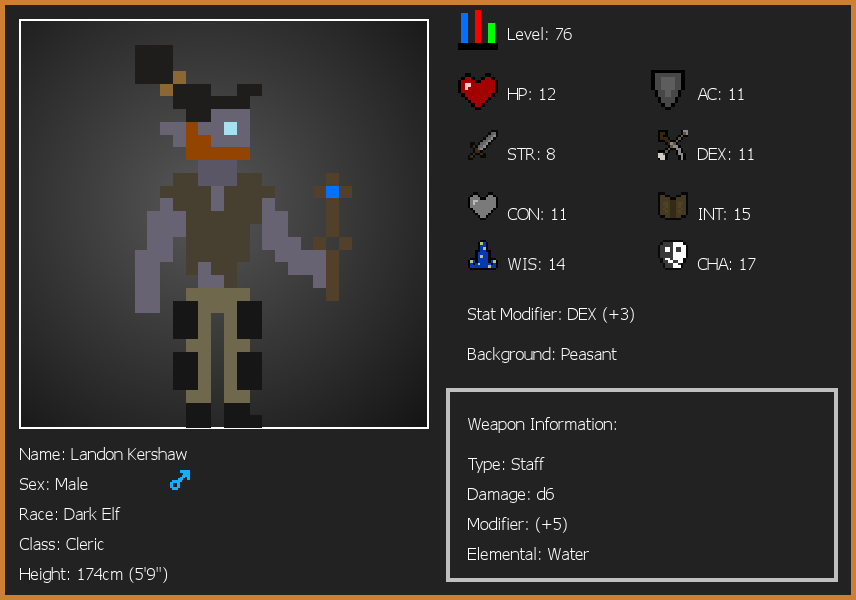 Level: 76
HP: 12
AC: 11
STR: 8
DEX: 11
CON: 11
INT: 15
WIS: 14
CHA: 17
Stat Modifier: DEX (+3)
Background: Peasant
Weapon Information:
Type: Staff
Damage: d6
Modifier: (+5)
Elemental: Water
Name: Landon Kershaw
Sex: Male
Race: Dark Elf
Class: Cleric
Height: 174cm (5'9")